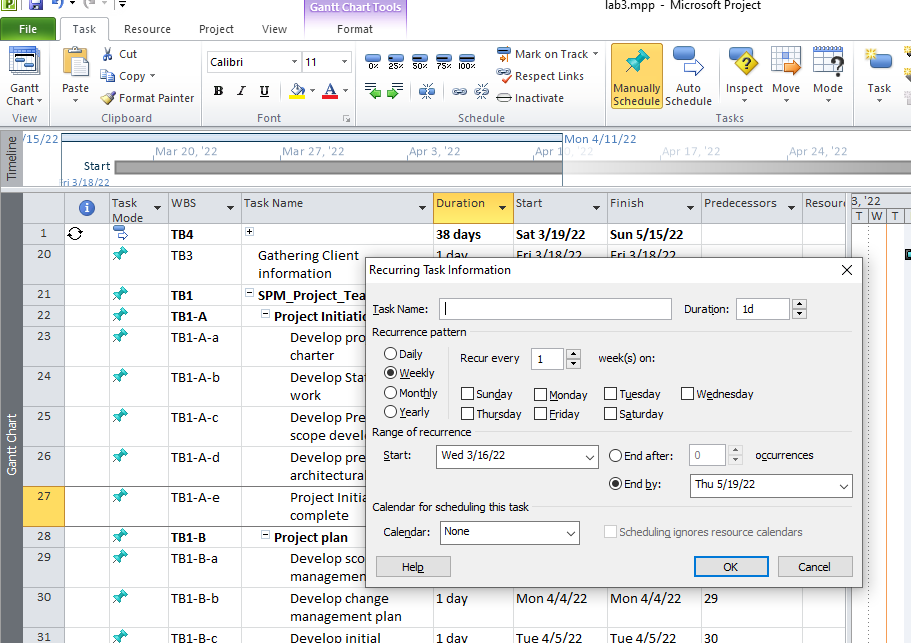 Gantt Chart Tools
lab3.mpp - Microsoft Project
File Task Resource Project View Format
Gantt Chart
Paste
Cut
Copy
Format Painter
Calibri 11
B I U A
0% 25% 50% 75% 100%
Mark on Track
Respect Links
Inactivate
Manually Schedule
Auto Schedule
Inspect Move Mode Task
View Clipboard Font Schedule Tasks
Timeline
/15/22 Mon 4/11/22
Mar 20, '22 Mar 27, '22 Apr 3, '22 Apr 10, '22 Apr 17, '22 Apr 24, '22
Start
Fri 3/18/22
Task Mode WBS Task Name Duration Start Finish Predecessors Resour 3, '22
T W T
1 TB4 38 days Sat 3/19/22 Sun 5/15/22
20 TB3 Gathering Client information 1 day Fri 3/18/22 Fri 3/18/22
21 TB1 SPM_Project_Tea
22 TB1-A Project Initiatio
23 TB1-A-a Develop pro
charter
24 TB1-A-b Develop Stat
work
25 TB1-A-c Develop Pre
scope devel
26 TB1-A-d Develop pre
architectural
27 TB1-A-e Project Initia
complete
28 TB1-B Project plan
29 TB1-B-a Develop sco
managemen
30 TB1-B-b Develop change management plan 1 day Mon 4/4/22 Mon 4/4/22 29
31 TB1-B-c Develop initial 1 day Tue 4/5/22 Tue 4/5/22 30
Gantt Chart
Recurring Task Information
Task Name: Duration: 1d
Recurrence pattern
Daily
Weekly
Monthly
Yearly
Recur every 1 week(s) on:
Sunday Monday Tuesday Wednesday
Thursday Friday Saturday
Range of recurrence
Start: Wed 3/16/22 End after: 0 occurrences
End by: Thu 5/19/22
Calendar for scheduling this task
Calendar: None Scheduling ignores resource calendars
Help OK Cancel